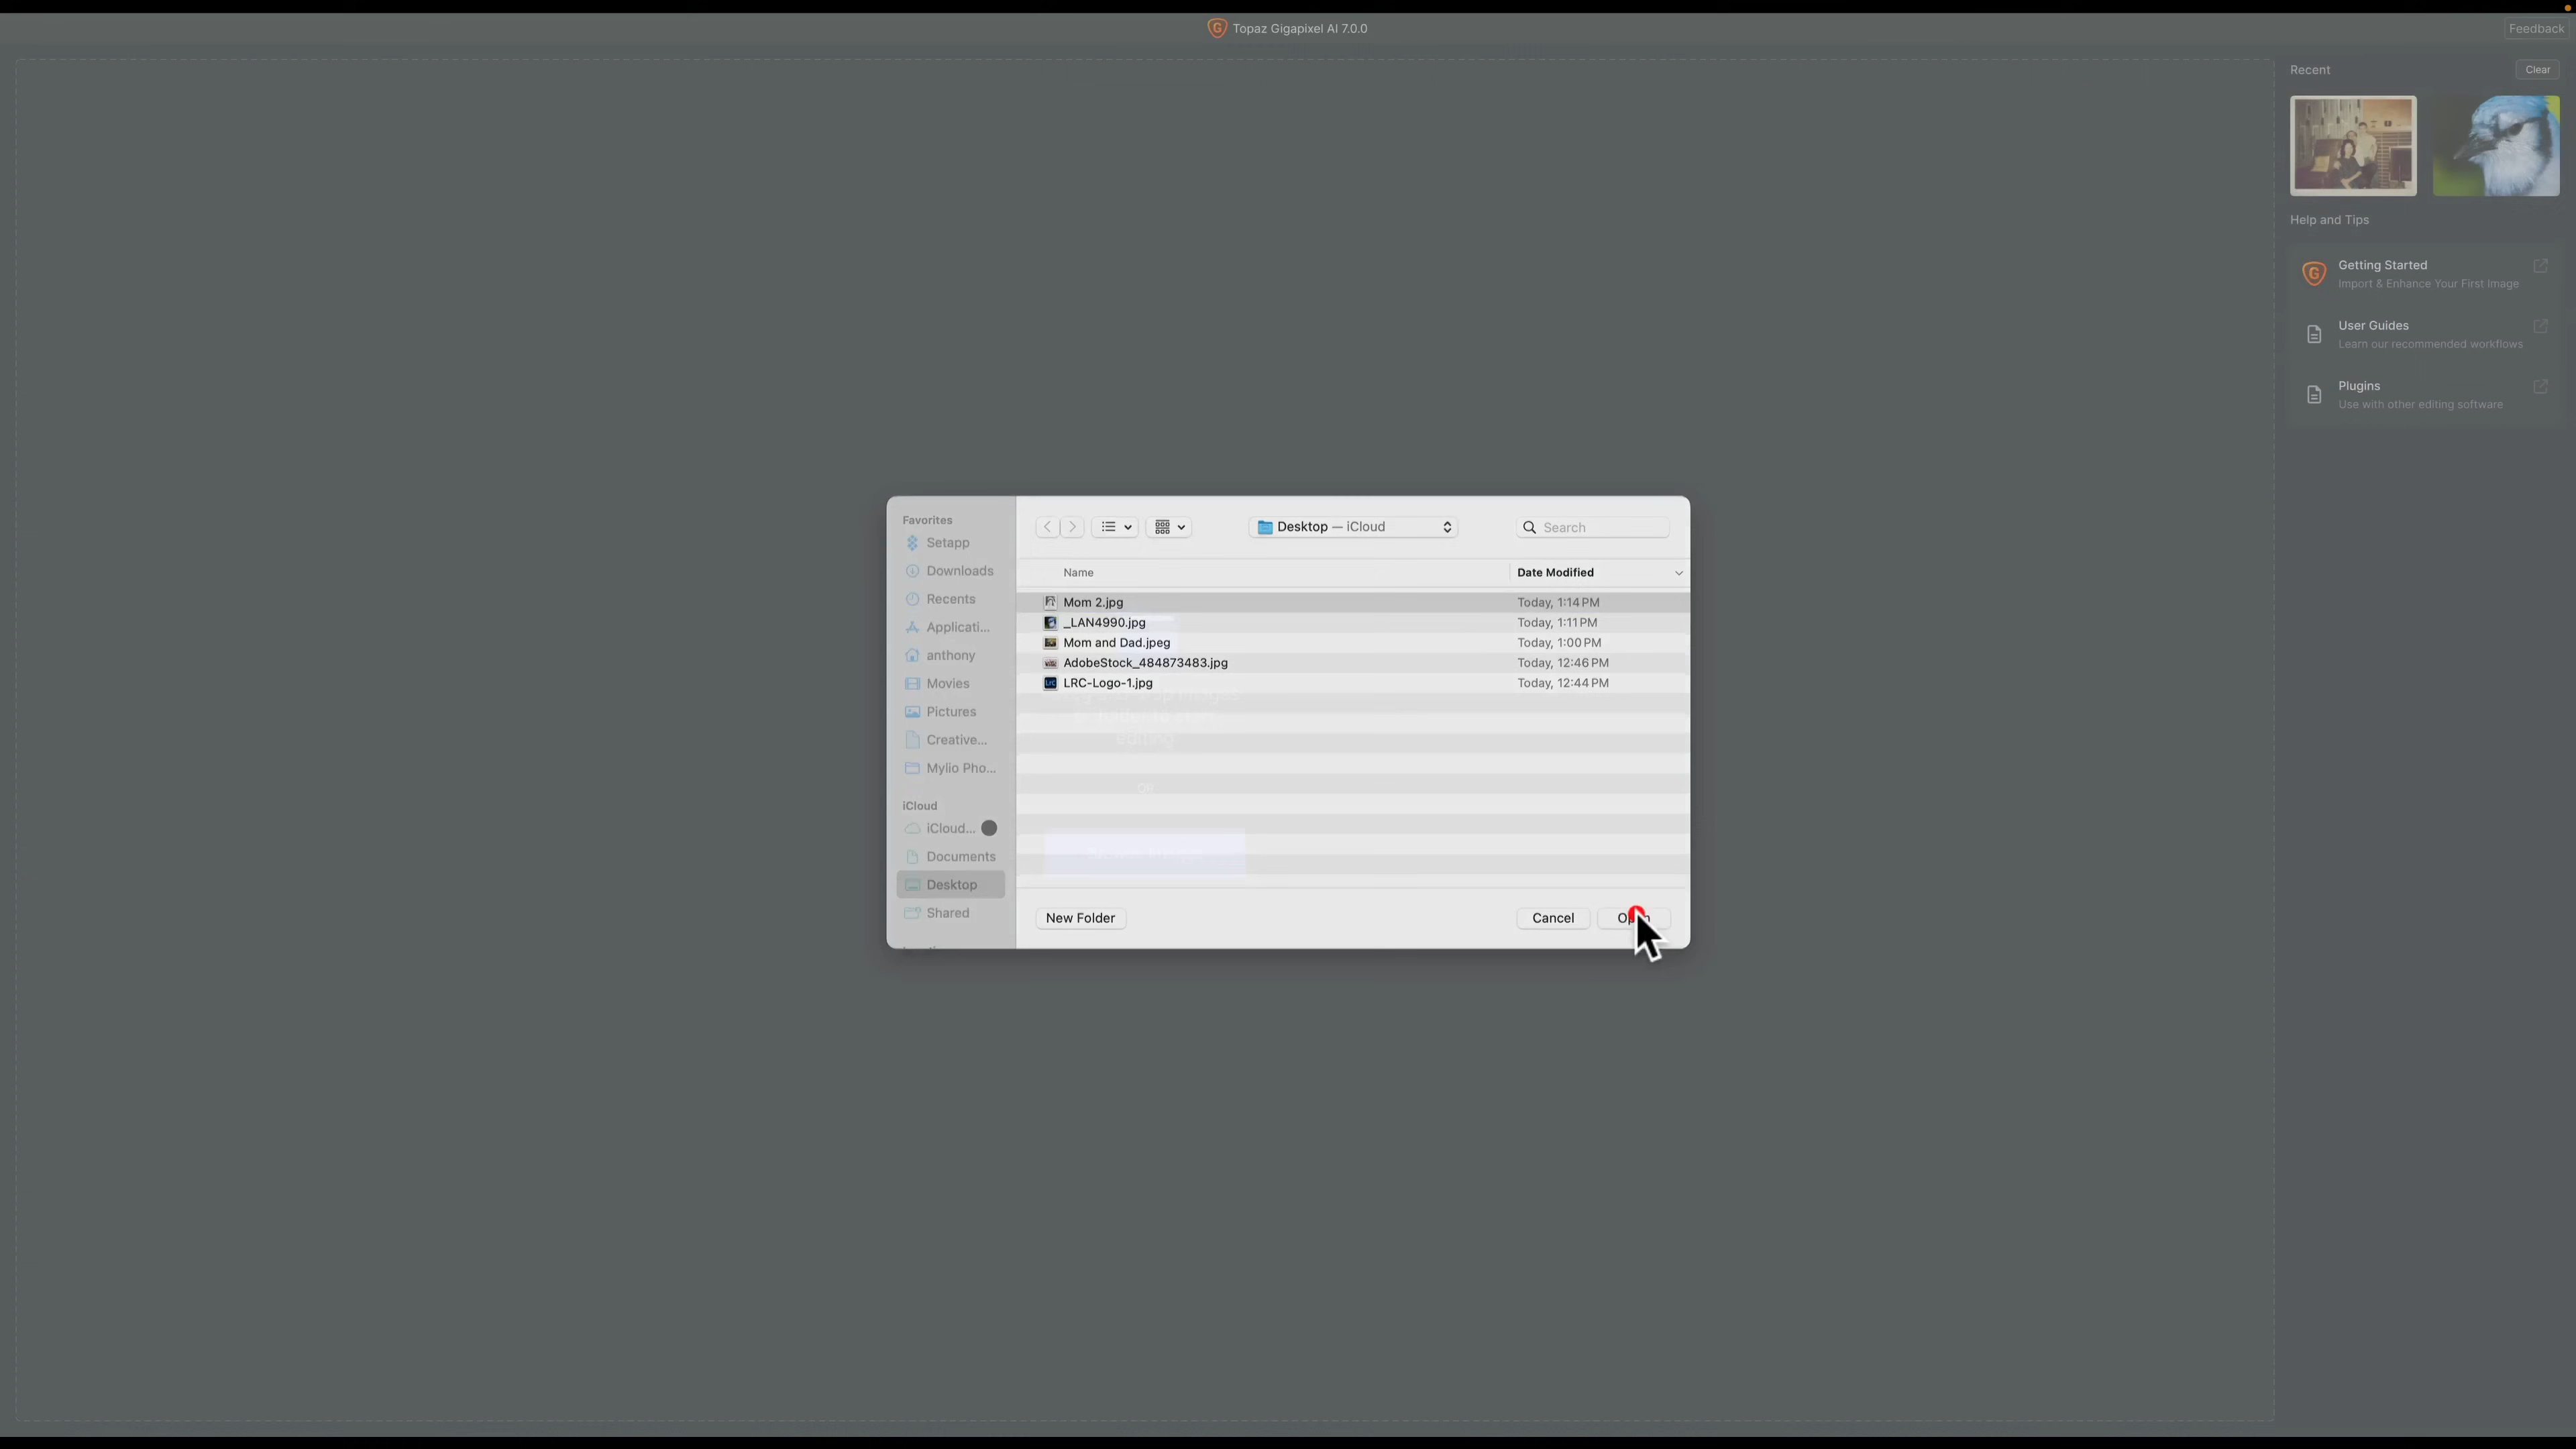 Topaz Gigapixel AI 7.0.0
Feedback
Recent
Clear
Help and Tips
Getting Started
Import & Enhance Your First Image
User Guides
Learn our recommended workflows
Plugins
Use with other editing software
Favorites
Setapp
Downloads
Recents
Applicati...
anthony
Movies
Pictures
Creative...
Mylio Pho...
iCloud
iCloud...
Documents
Desktop
Shared
Desktop — iCloud
Search
Name
Date Modified
Mom 2.jpg
Today, 1:14 PM
_LAN4990.jpg
Today, 1:11 PM
Mom and Dad.jpeg
Today, 1:00 PM
AdobeStock_484873483.jpg
Today, 12:46 PM
LRC-Logo-1.jpg
Today, 12:44 PM
editing
New Folder
Cancel